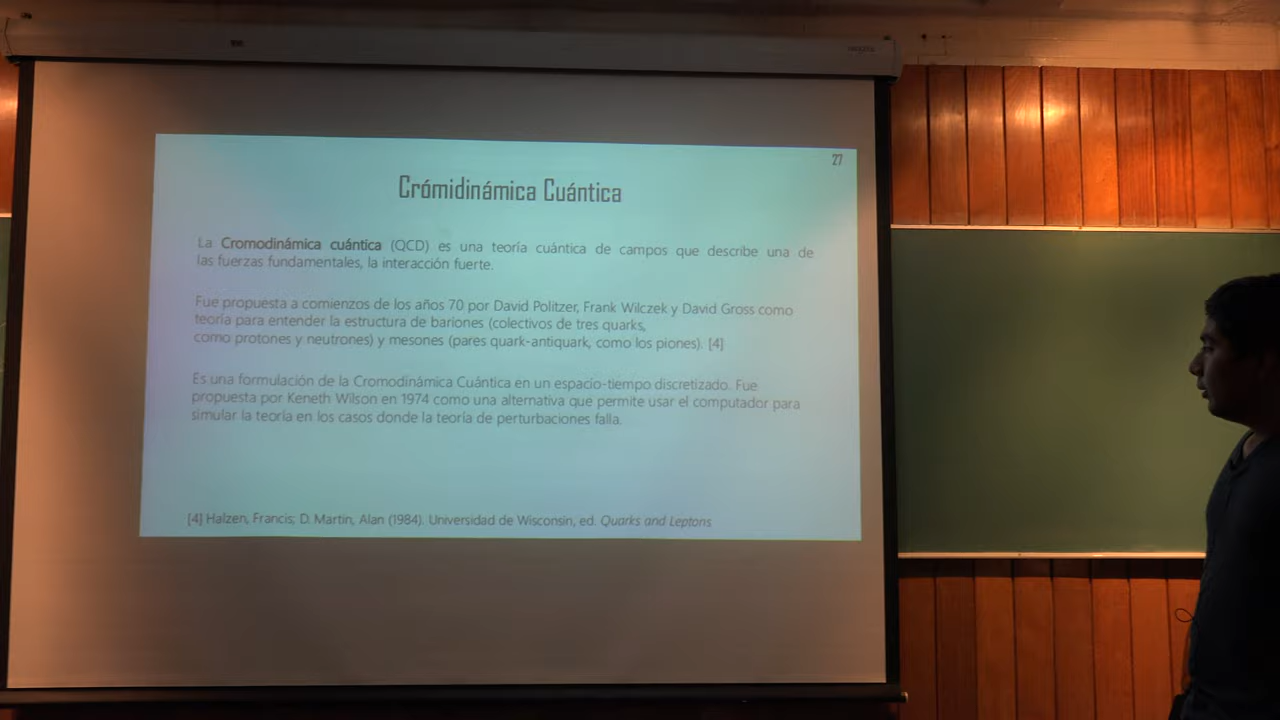 27
Crómidinámica Cuántica
La Cromodinámica cuántica (QCD) es una teoría cuántica de campos que describe una de
las fuerzas fundamentales, la interacción fuerte.
Fue propuesta a comienzos de los años 70 por David Politzer, Frank Wilczek y David Gross como
teoría para entender la estructura de bariones (colectivos de tres quarks,
como protones y neutrones) y mesones (pares quark-antiquark, como los piones). [4]
Es una formulación de la Cromodinámica Cuántica en un espacio-tiempo discretizado. Fue
propuesta por Keneth Wilson en 1974 como una alternativa que permite usar el computador para
simular la teoría en los casos donde la teoría de perturbaciones falla.
[4] Halzen, Francis; D. Martin, Alan (1984). Universidad de Wisconsin, ed. Quarks and Leptons